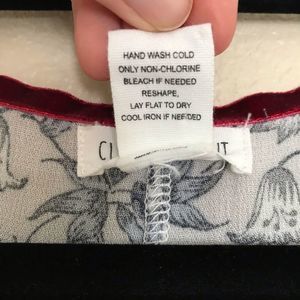 HAND WASH COLD
ONLY NON-CHLORINE
BLEACH IF NEEDED
RESHAPE,
LAY FLAT TO DRY
COOL IRON IF NEEDED